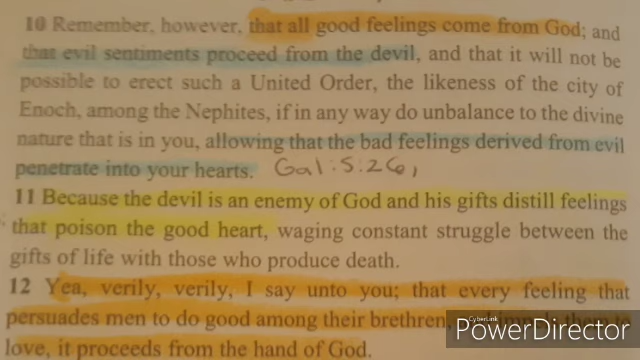 10 Remember, however, that all good feelings come from God; and
that evil sentiments proceed from the devil, and that it will not be
possible to erect such a United Order, the likeness of the city of
Enoch, among the Nephites, if in any way do unbalance to the divine
nature that is in you, allowing that the bad feelings derived from evil
penetrate into your hearts. Gal:5:26,
11 Because the devil is an enemy of God and his gifts distill feelings
that poison the good heart, waging constant struggle between the
gifts of life with those who produce death.
12 Yea, verily, verily, I say unto you; that every feeling that
persuades men to do good among their brethren,
love, it proceeds from the hand of God.
CyberLink
PowerDirector